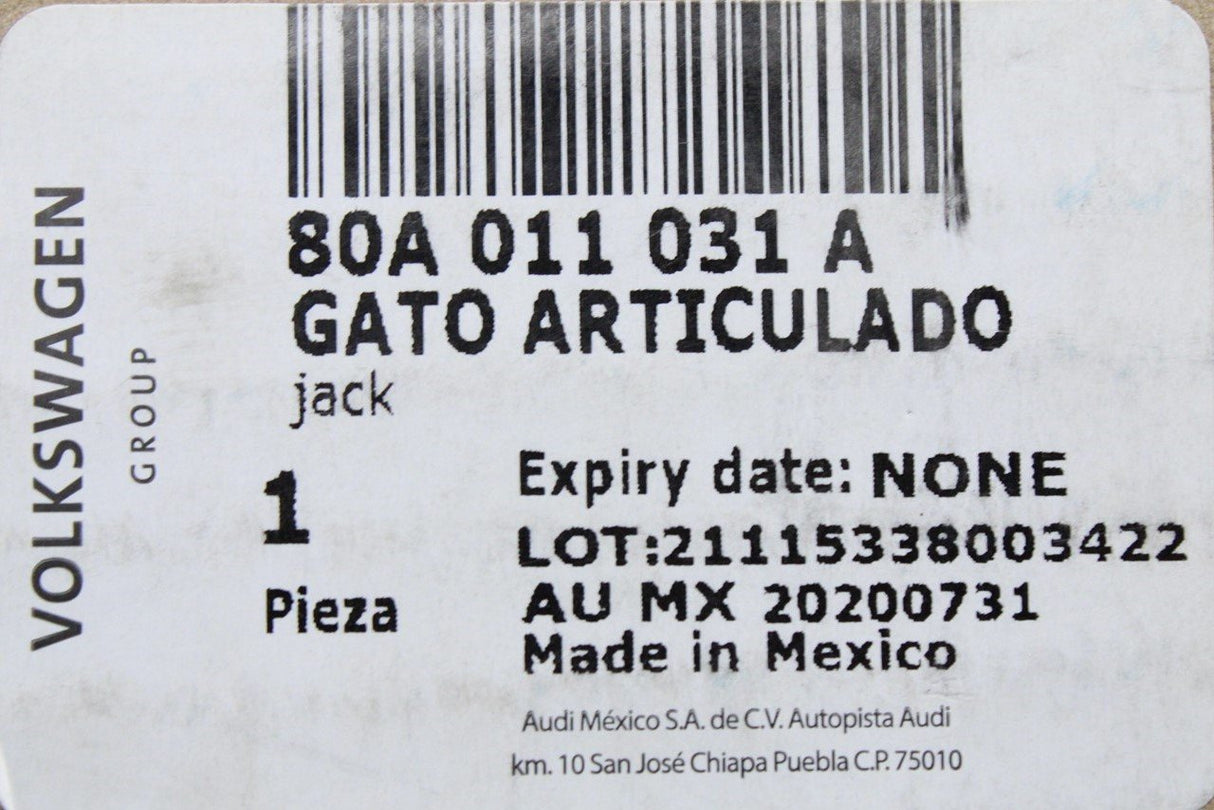 VOLKSWAGEN
GROUP
80A 011 031 A
GATO ARTICULADO
jack
1
Pieza
Expiry date: NONE
LOT:211115338003422
AU MX 20200731
Made in Mexico
Audi México S.A. de C.V. Autopista Audi
km. 10 San José Chiapa Puebla C.P. 75010